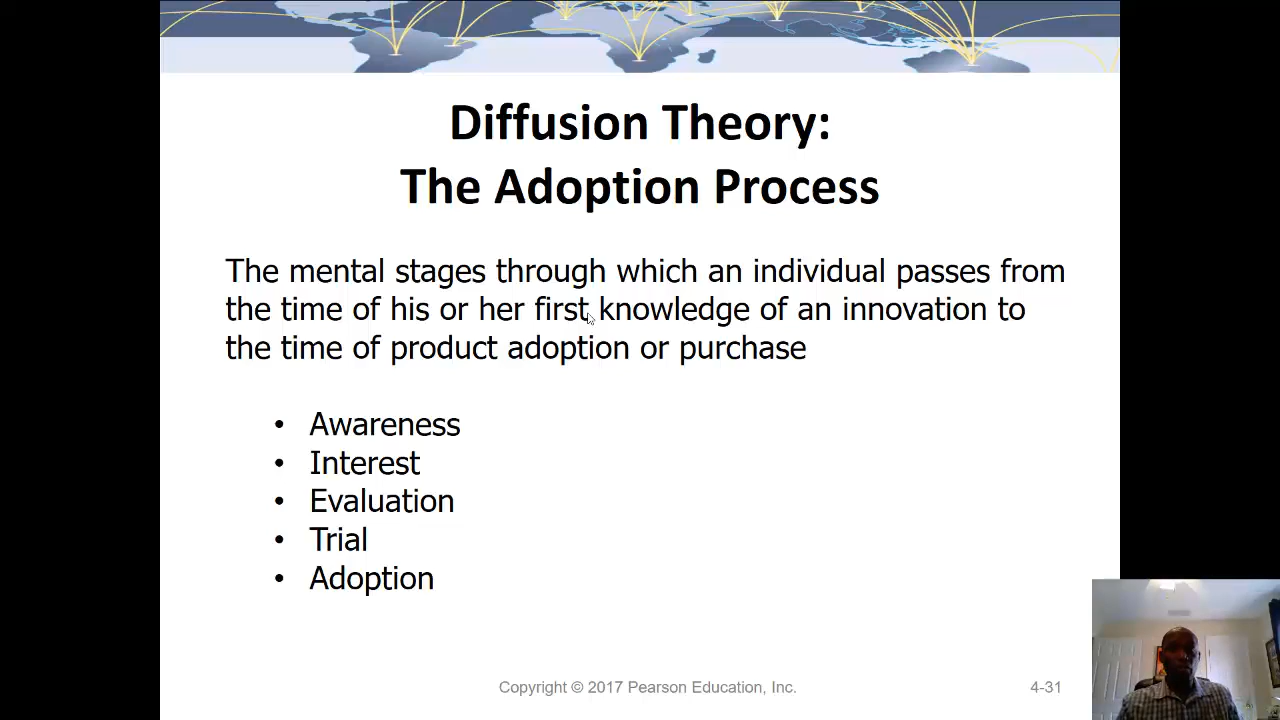 Diffusion Theory:
The Adoption Process
The mental stages through which an individual passes from
the time of his or her first knowledge of an innovation to
the time of product adoption or purchase
• Awareness
• Interest
• Evaluation
• Trial
• Adoption
Copyright © 2017 Pearson Education, Inc.
4-31